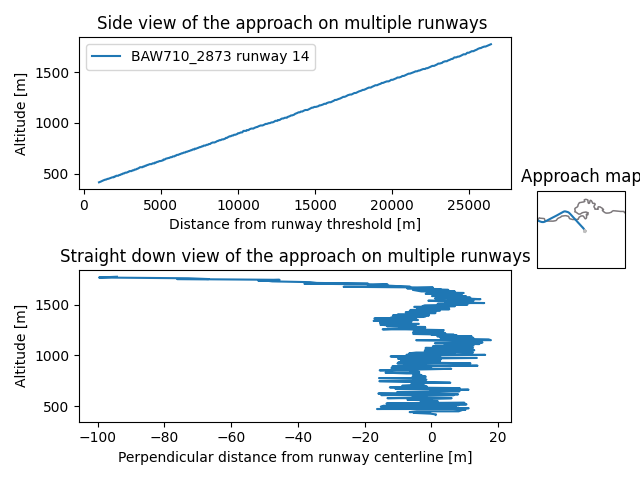 Side view of the approach on multiple runways
BAW710_2873 runway 14
Altitude [m]
1500
1000
500
0 5000 10000 15000 20000 25000
Distance from runway threshold [m]
Approach map
Straight down view of the approach on multiple runways
Altitude [m]
1500
1000
500
−100 −80 −60 −40 −20 0 20
Perpendicular distance from runway centerline [m]